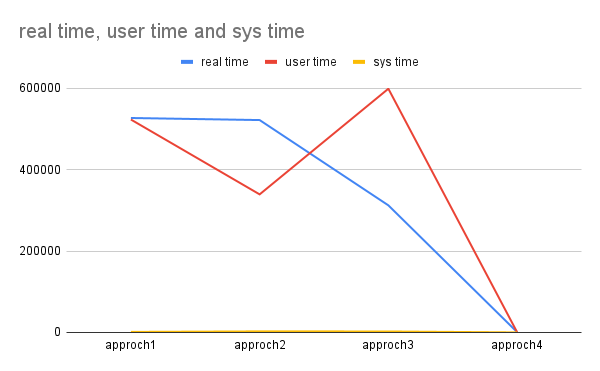 real time, user time and sys time
real time user time sys time
600000
400000
200000
0
approch1 approch2 approch3 approch4